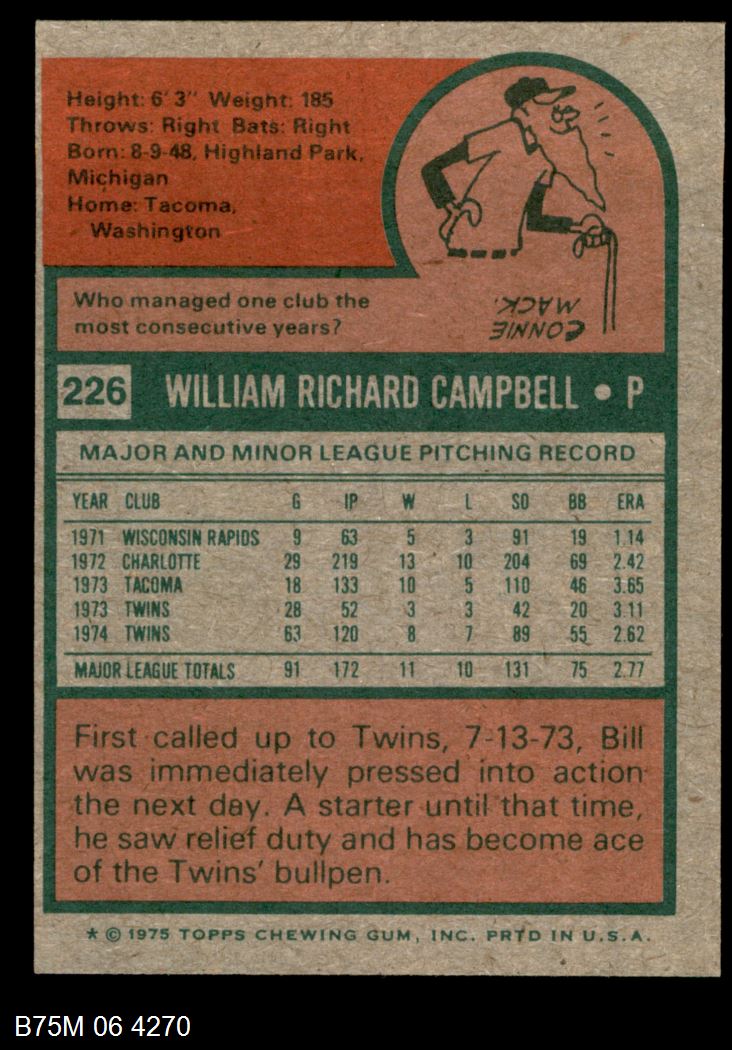 Height: 6' 3" Weight: 185
Throws: Right Bats: Right
Born: 8-9-48, Highland Park,
Michigan
Home: Tacoma,
Washington
Who managed one club the
most consecutive years?
CONNIE
MACK.
226 WILLIAM RICHARD CAMPBELL • P
MAJOR AND MINOR LEAGUE PITCHING RECORD
YEAR CLUB G IP W L SO BB ERA
1971 WISCONSIN RAPIDS 9 63 5 3 91 19 1.14
1972 CHARLOTTE 29 219 13 10 204 69 2.42
1973 TACOMA 18 133 10 5 110 46 3.65
1973 TWINS 28 52 3 3 42 20 3.11
1974 TWINS 63 120 8 7 89 55 2.62
MAJOR LEAGUE TOTALS 91 172 11 10 131 75 2.77
First called up to Twins, 7-13-73, Bill
was immediately pressed into action
the next day. A starter until that time,
he saw relief duty and has become ace
of the Twins' bullpen.
* © 1975 TOPPS CHEWING GUM, INC. PRTD IN U.S.A.
B75M 06 4270